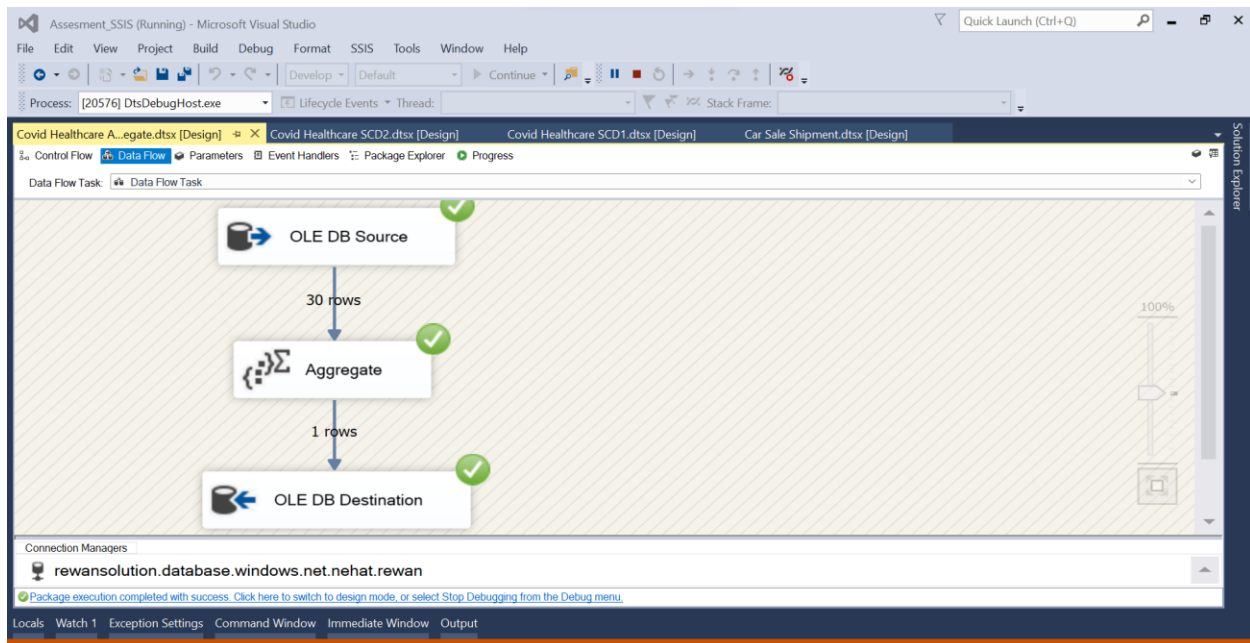 Assesment_SSIS (Running) - Microsoft Visual Studio
Quick Launch (Ctrl+Q)
File Edit View Project Build Debug Format SSIS Tools Window Help
Develop Default Continue
Process: [20576] DtsDebugHost.exe Lifecycle Events Thread: Stack Frame:
Covid Healthcare A...egate.dtsx [Design] Covid Healthcare SCD2.dtsx [Design] Covid Healthcare SCD1.dtsx [Design] Car Sale Shipment.dtsx [Design]
Solution Explorer
Control Flow Data Flow Parameters Event Handlers Package Explorer Progress
Data Flow Task: Data Flow Task
OLE DB Source
30 rows
100%
Aggregate
1 rows
OLE DB Destination
Connection Managers
rewansolution.database.windows.net.nehat.rewan
Package execution completed with success. Click here to switch to design mode, or select Stop Debugging from the Debug menu.
Locals Watch 1 Exception Settings Command Window Immediate Window Output